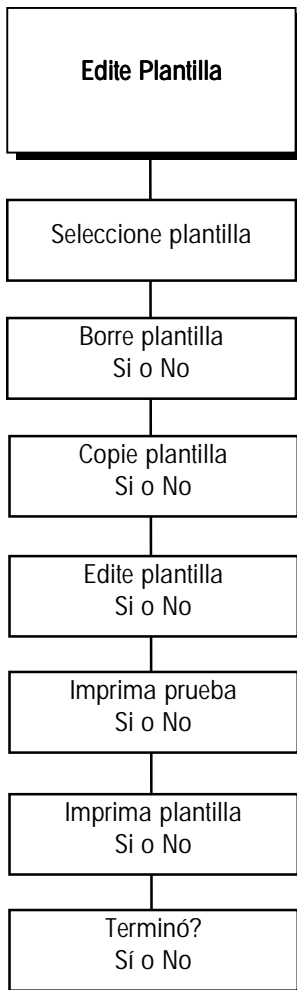 Edite Plantilla
Seleccione plantilla
Borre plantilla
Si o No
Copie plantilla
Si o No
Edite plantilla
Si o No
Imprima prueba
Si o No
Imprima plantilla
Si o No
Terminó?
Sí o No